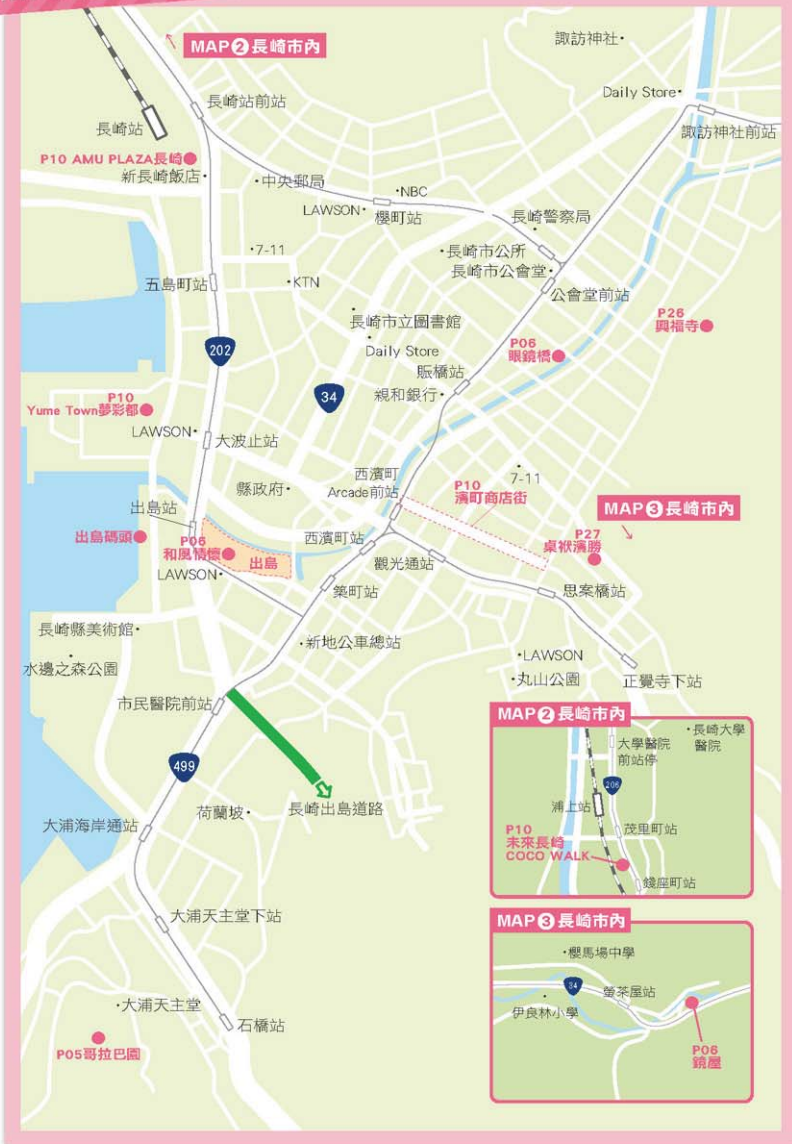 MAP❷長崎市內
諏訪神社
Daily Store
長崎站前站
長崎站
諏訪神社前站
P10 AMU PLAZA長崎
新長崎飯店
中央郵局
NBC
LAWSON
櫻町站
長崎警察局
7-11
長崎市公所
長崎市公會堂
五島町站
KTN
公會堂前站
P26
興福寺
長崎市立圖書館
202
Daily Store
P06
眼鏡橋
賑橋站
34
親和銀行
P10
Yume Town夢彩都
LAWSON
大波止站
西濱町
Arcade前站
P10
濱町商店街
7-11
縣政府
MAP❸長崎市內
出島站
出島碼頭
P06
和風情懷
出島
LAWSON
西濱町站
觀光通站
P27
桌袱濱勝
築町站
思案橋站
長崎縣美術館
新地公車總站
水邊之森公園
LAWSON
丸山公園
正覺寺下站
市民醫院前站
499
荷蘭坡
長崎出島道路
大浦海岸通站
大浦天主堂下站
大浦天主堂
石橋站
P05哥拉巴園
MAP❷長崎市內
大學醫院
前站停
長崎大學
醫院
206
浦上站
P10
未來長崎
COCO WALK
茂里町站
錢座町站
MAP❸長崎市內
櫻馬場中學
34
螢茶屋站
伊良林小學
P06
鏡屋